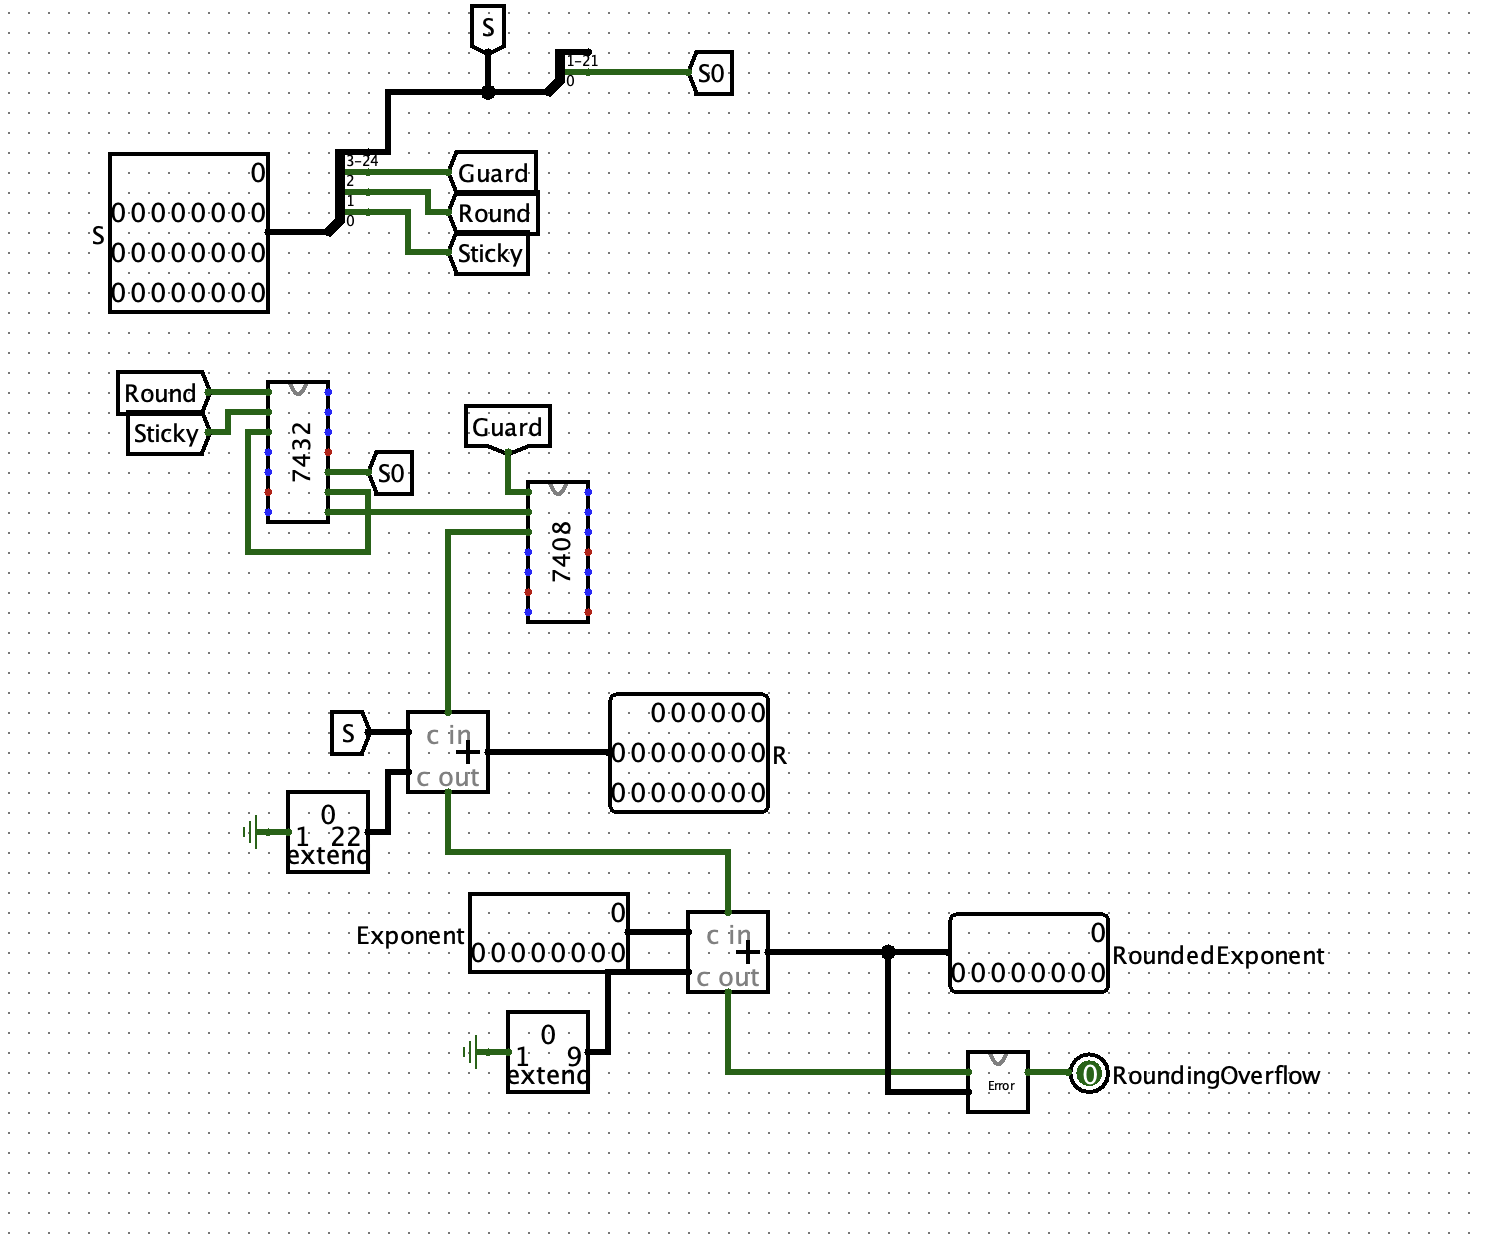 S
1-21
0
S0
3-24
2
1
0
Guard
Round
Sticky
S
0
00000000
00000000
00000000
Round
Sticky
7432
S0
Guard
7408
S
c in
+
c out
000000
00000000
00000000
R
0
1 22
extend
Exponent
0
00000000
c in
+
c out
0
00000000
RoundedExponent
0
1 9
extend
Error
0
RoundingOverflow